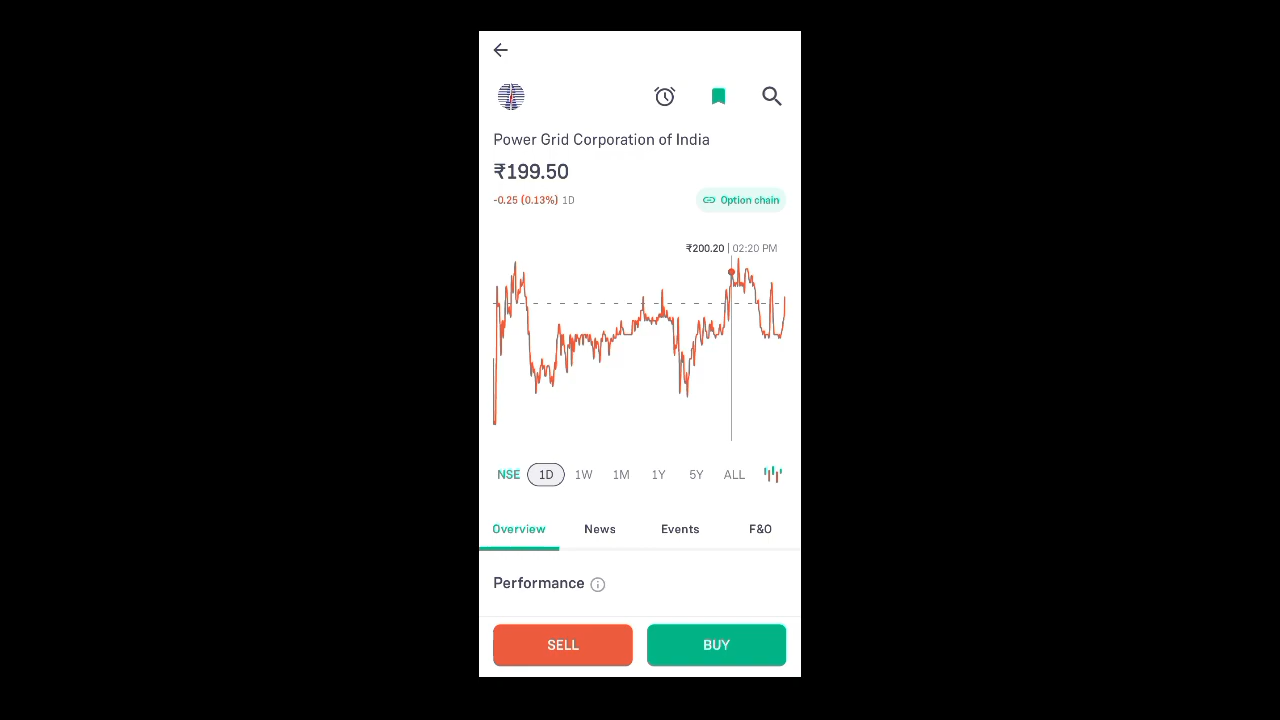 Power Grid Corporation of India
₹199.50
-0.25 (0.13%) 1D
Option chain
₹200.20 | 02:20 PM
NSE 1D 1W 1M 1Y 5Y ALL
Overview News Events F&O
Performance
SELL BUY